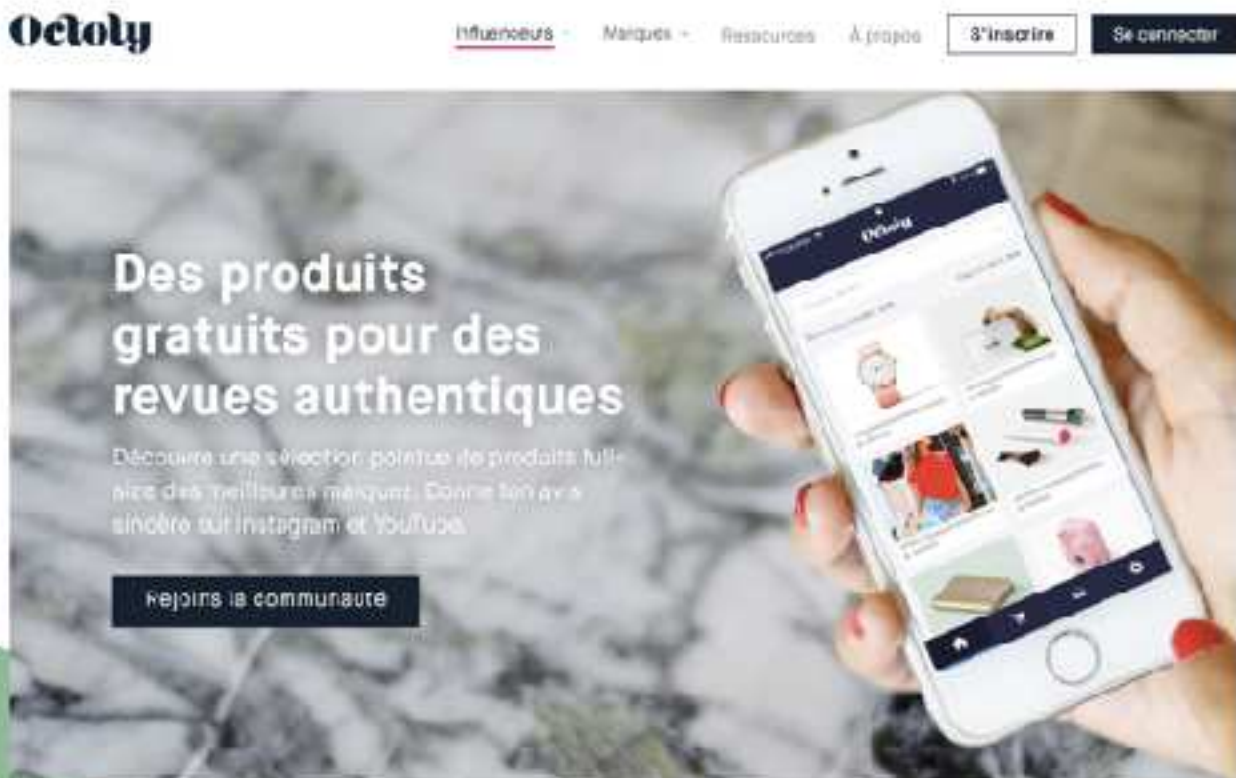 Octoly
Influenceurs
Marques
Ressources
À propos
S'inscrire
Se connecter
Des produits
gratuits pour des
revues authentiques
Découvre une sélection pointue de produits full-
size des meilleures marques. Donne ton avis
sincère sur Instagram et YouTube.
Rejoins la communauté
Octoly